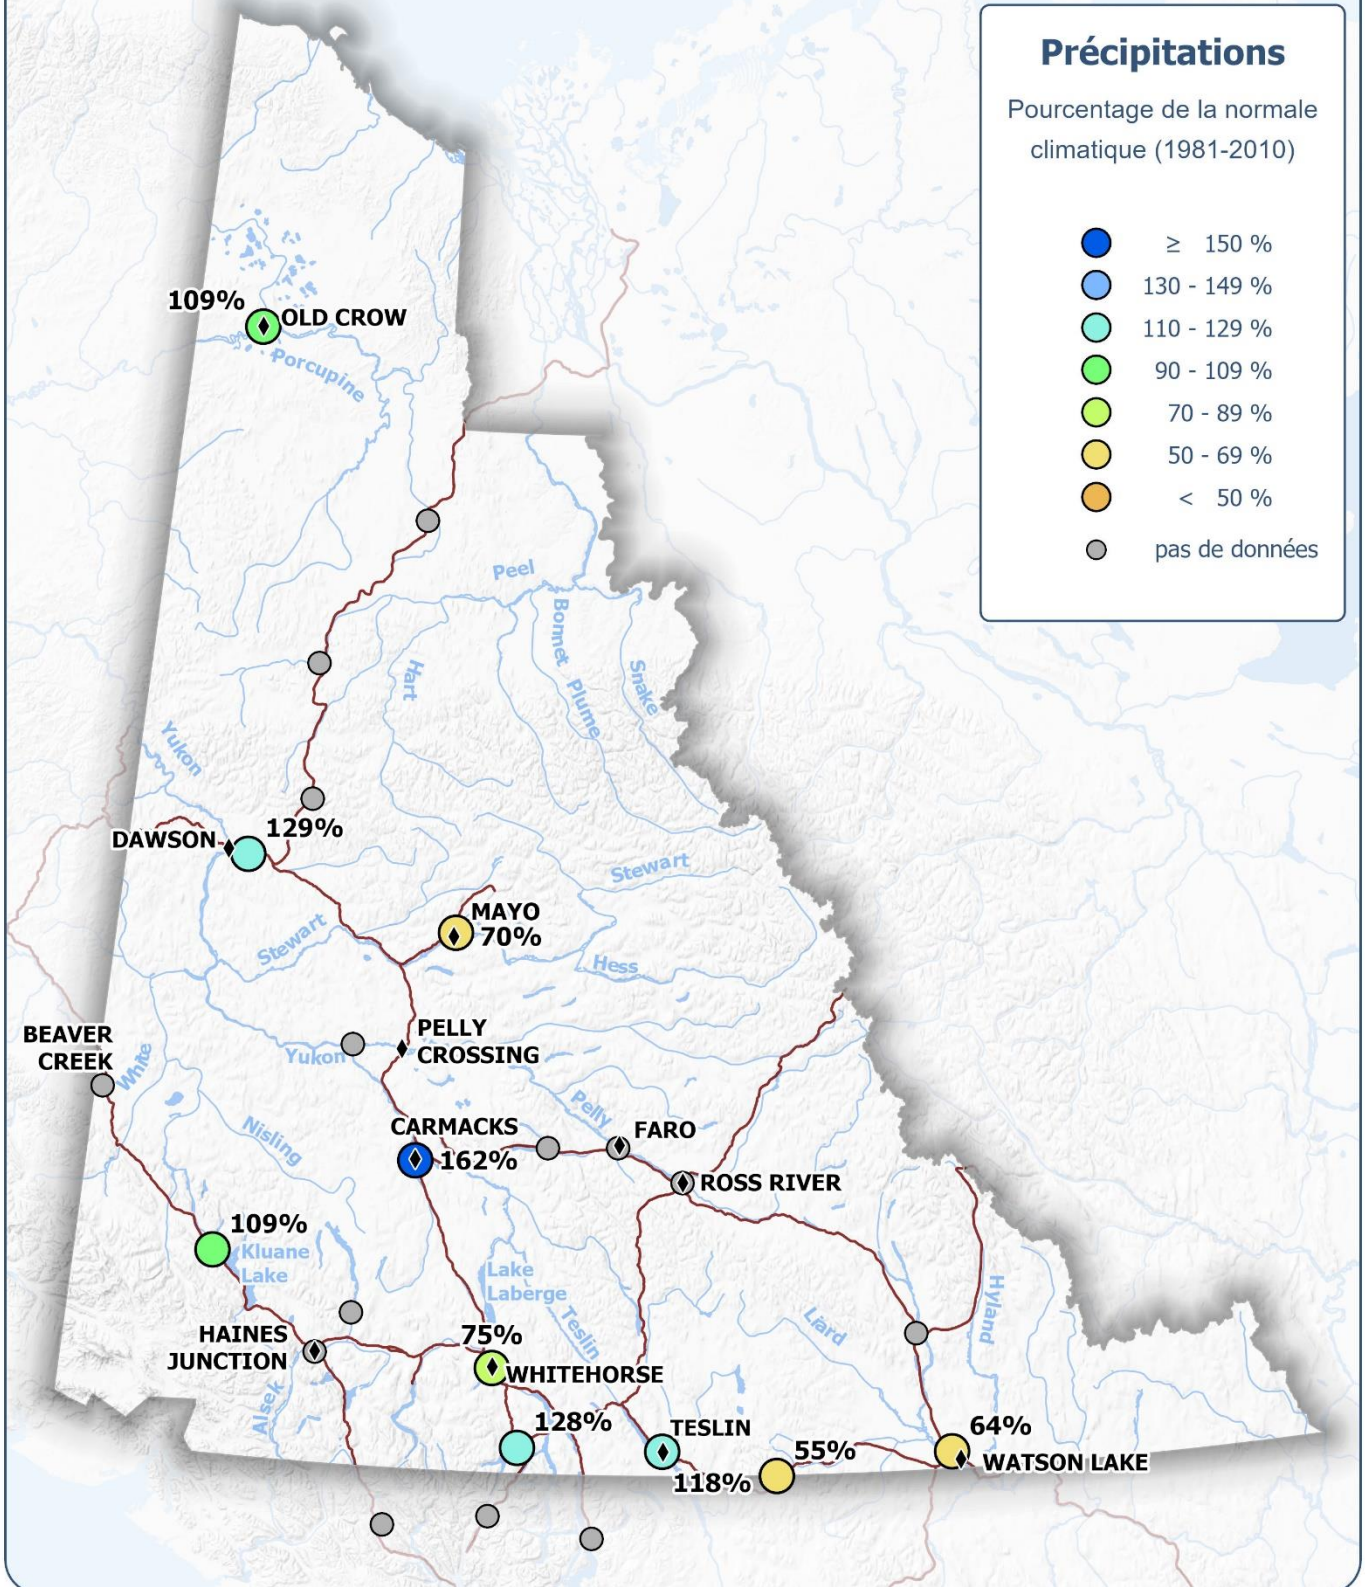 Précipitations
Pourcentage de la normale
climatique (1981-2010)
≥ 150 %
130 - 149 %
110 - 129 %
90 - 109 %
70 - 89 %
50 - 69 %
< 50 %
pas de données
109%
OLD CROW
Porcupine
Peel
Bonnet
Plume
Snake
Hart
Yukon
129%
DAWSON
Stewart
MAYO
70%
Stewart
Hess
PELLY
CROSSING
BEAVER
CREEK
White
Yukon
Pelly
Nisling
CARMACKS
162%
FARO
ROSS RIVER
109%
Kluane
Lake
Lake
Laberge
Teslin
Liard
Hyland
HAINES
JUNCTION
75%
WHITEHORSE
Alsek
128%
TESLIN
118%
55%
64%
WATSON LAKE